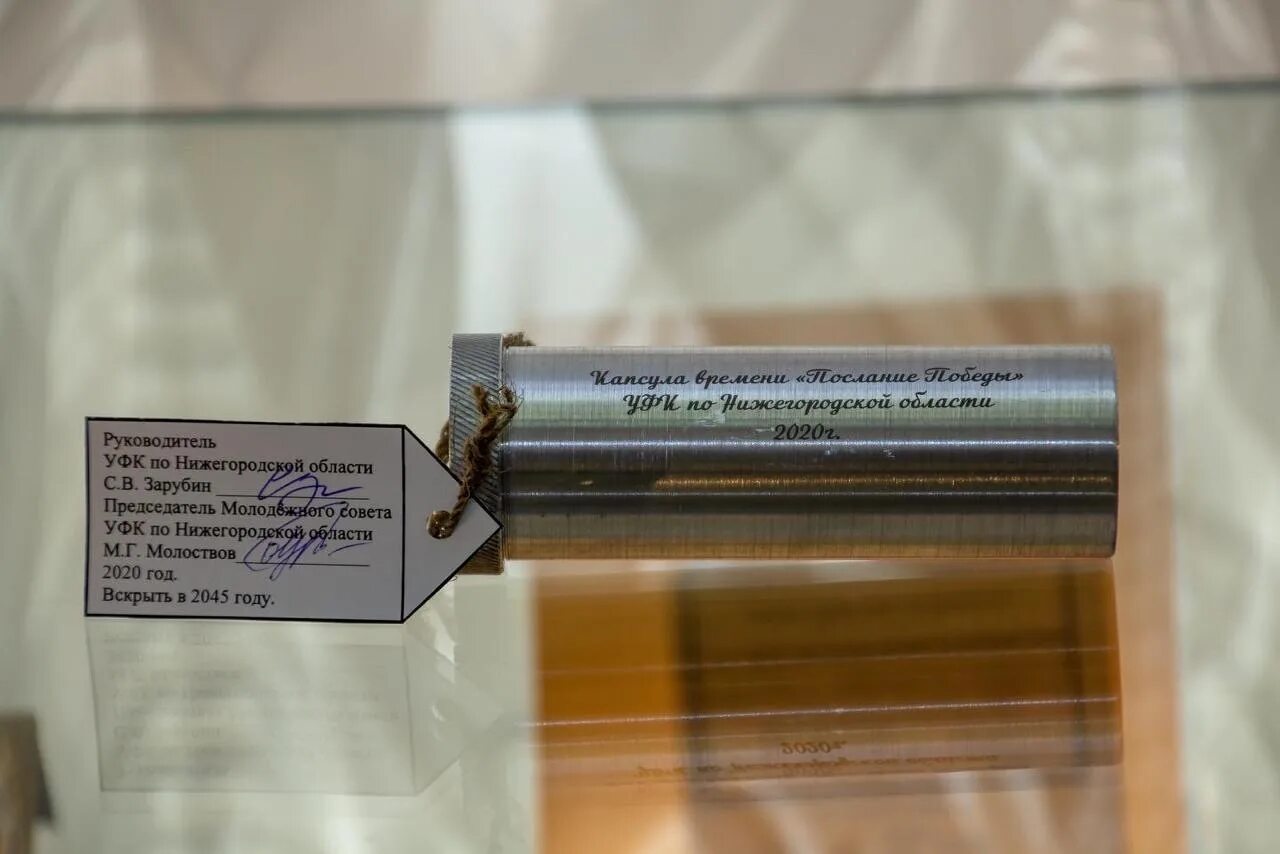 Капсула времени «Послание Победы»
УФК по Нижегородской области
2020г.
Руководитель
УФК по Нижегородской области
С.В. Зарубин
Председатель Молодёжного совета
УФК по Нижегородской области
М.Г. Молоствов
2020 год.
Вскрыть в 2045 году.